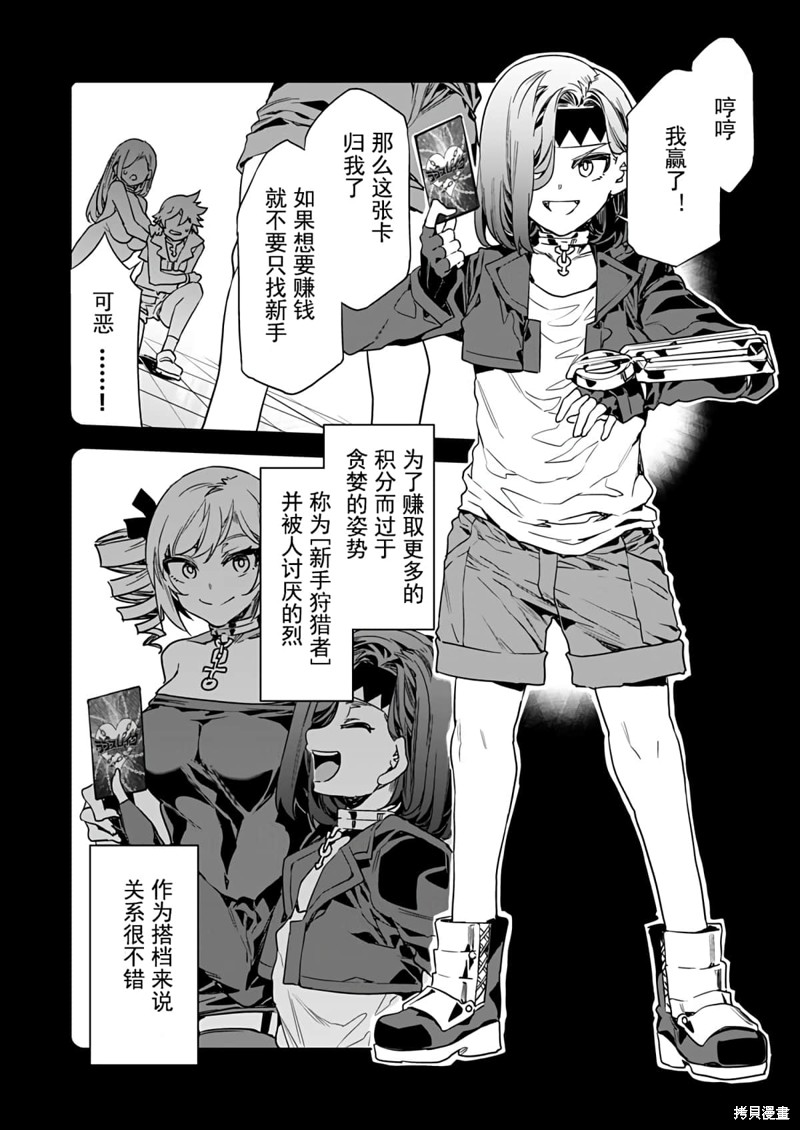 哼哼
我赢了！
那么这张卡
归我了
如果想要赚钱
就不要只找新手
可恶
……！
为了赚取更多的
积分而过于
贪婪的姿势
称为[新手狩猎者]
并被人讨厌的烈
作为搭档来说
关系很不错
拷貝漫畫